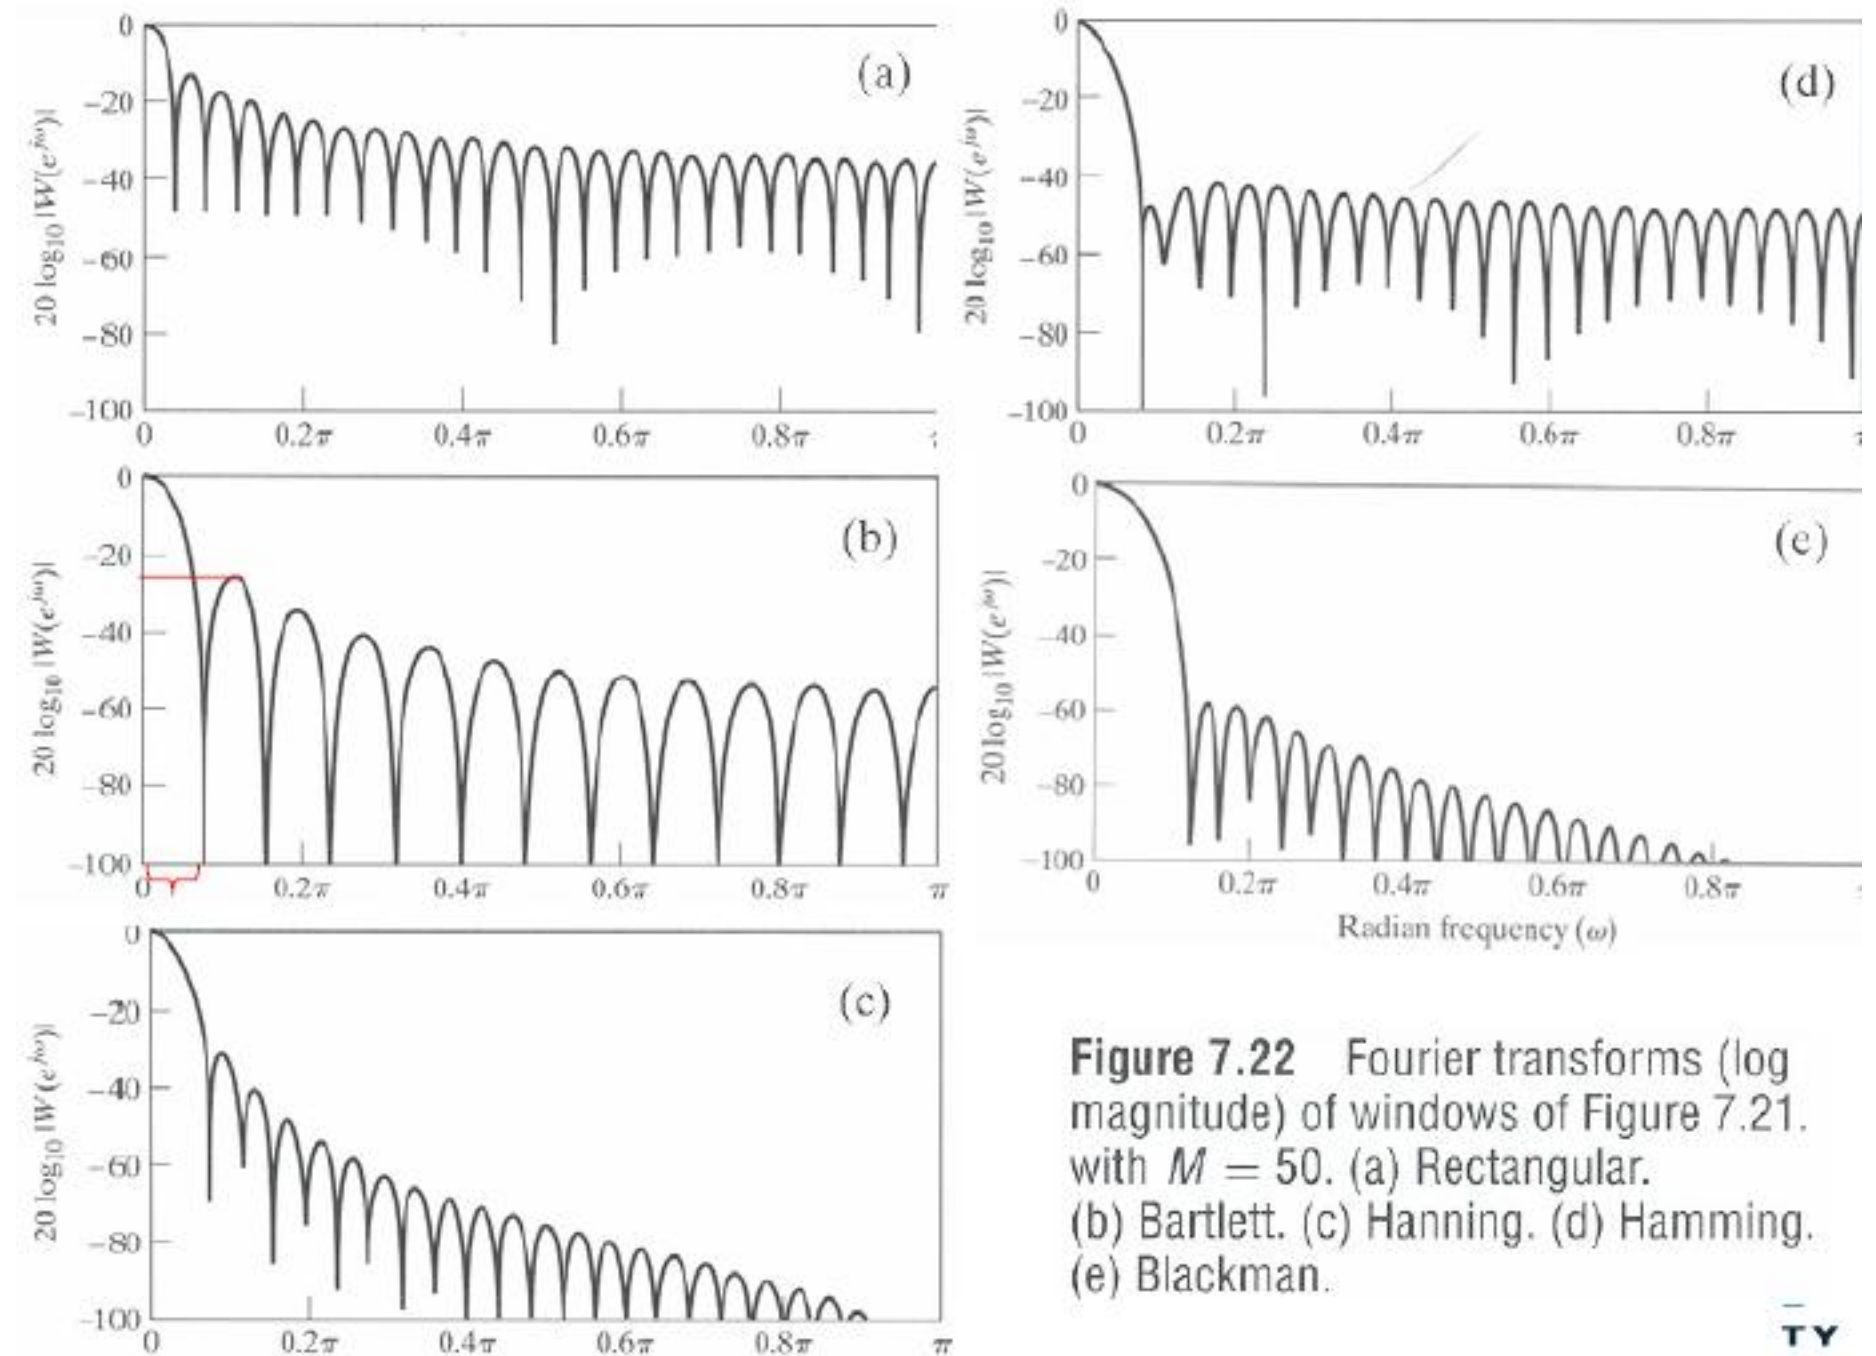 0
-20
-40
-60
-80
-100
20 log₁₀ |W(e^jω)|
(a)
0
0.2π
0.4π
0.6π
0.8π
0
-20
-40
-60
-80
-100
20 log₁₀ |W(e^jω)|
(b)
0
0.2π
0.4π
0.6π
0.8π
π
0
-20
-40
-60
-80
-100
20 log₁₀ |W(e^jω)|
(c)
0
0.2π
0.4π
0.6π
0.8π
π
0
-20
-40
-60
-80
-100
20 log₁₀ |W(e^jω)|
(d)
0
0.2π
0.4π
0.6π
0.8π
0
-20
-40
-60
-80
-100
20 log₁₀ |W(e^jω)|
(e)
0
0.2π
0.4π
0.6π
0.8π
Radian frequency (ω)
Figure 7.22 Fourier transforms (log
magnitude) of windows of Figure 7.21.
with M = 50. (a) Rectangular.
(b) Bartlett. (c) Hanning. (d) Hamming.
(e) Blackman.
TY